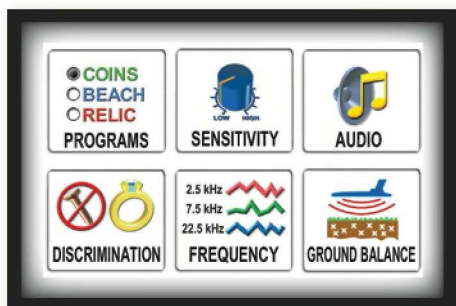 COINS
BEACH
RELIC
PROGRAMS
LOW HIGH
SENSITIVITY
AUDIO
DISCRIMINATION
2.5 kHz
7.5 kHz
22.5 kHz
FREQUENCY
GROUND BALANCE